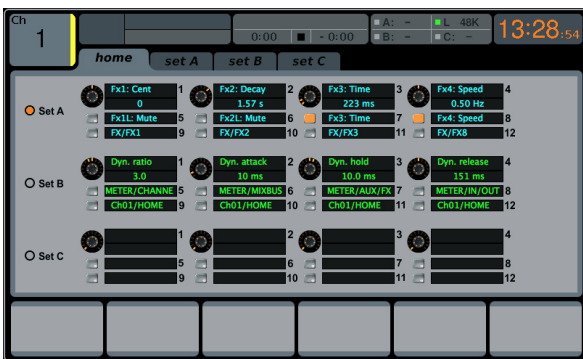 Ch
1
0:00 - 0:00
A: - L 48K
B: - C: -
13:28:54
home set A set B set C
Fx1: Cent 1 Fx2: Decay 2 Fx3: Time 3 Fx4: Speed 4
0 1.57 s 223 ms 0.50 Hz
Set A
Fx1L: Mute 5 Fx2L: Mute 6 Fx3: Time 7 Fx4: Speed 8
FX/FX1 9 FX/FX2 10 FX/FX3 11 FX/FX8 12
Dyn. ratio 1 Dyn. attack 2 Dyn. hold 3 Dyn. release 4
3.0 10 ms 10.0 ms 151 ms
Set B
METER/CHANNE 5 METER/MIXBUS 6 METER/AUX/FX 7 METER/IN/OUT 8
Ch01/HOME 9 Ch01/HOME 10 Ch01/HOME 11 Ch01/HOME 12
1 2 3 4
Set C
5 6 7 8
9 10 11 12